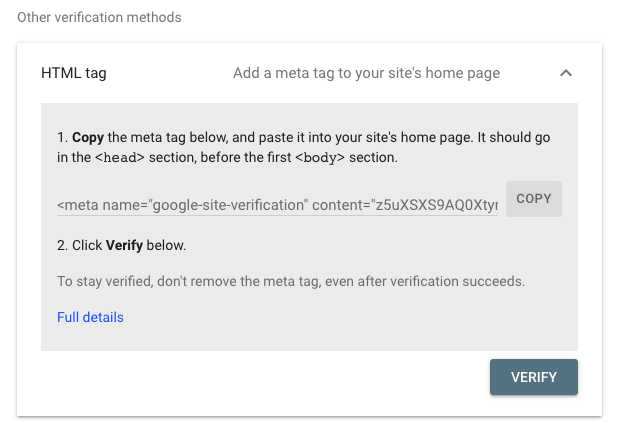 Other verification methods
HTML tag
Add a meta tag to your site's home page
1. Copy the meta tag below, and paste it into your site's home page. It should go
in the <head> section, before the first <body> section.
<meta name="google-site-verification" content="z5uXSXS9AQ0Xtyr
COPY
2. Click Verify below.
To stay verified, don't remove the meta tag, even after verification succeeds.
Full details
VERIFY